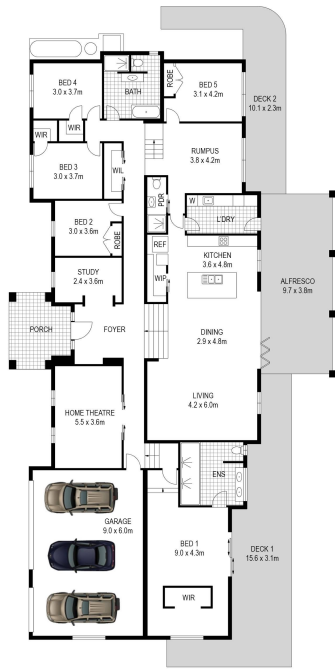 BED 4
3.0 x 3.7m
BATH
ROBE
BED 5
3.1 x 4.2m
DECK 2
10.1 x 2.3m
WIR
WIR
RUMPUS
3.8 x 4.2m
BED 3
3.0 x 3.7m
WIL
PDR
W
L'DRY
BED 2
3.0 x 3.6m
ROBE
REF
WIP
KITCHEN
3.6 x 4.8m
STUDY
2.4 x 3.6m
ALFRESCO
9.7 x 3.8m
PORCH
FOYER
DINING
2.9 x 4.8m
LIVING
4.2 x 6.0m
HOME THEATRE
5.5 x 3.6m
ENS
GARAGE
9.0 x 6.0m
BED 1
9.0 x 4.3m
DECK 1
15.6 x 3.1m
WIR